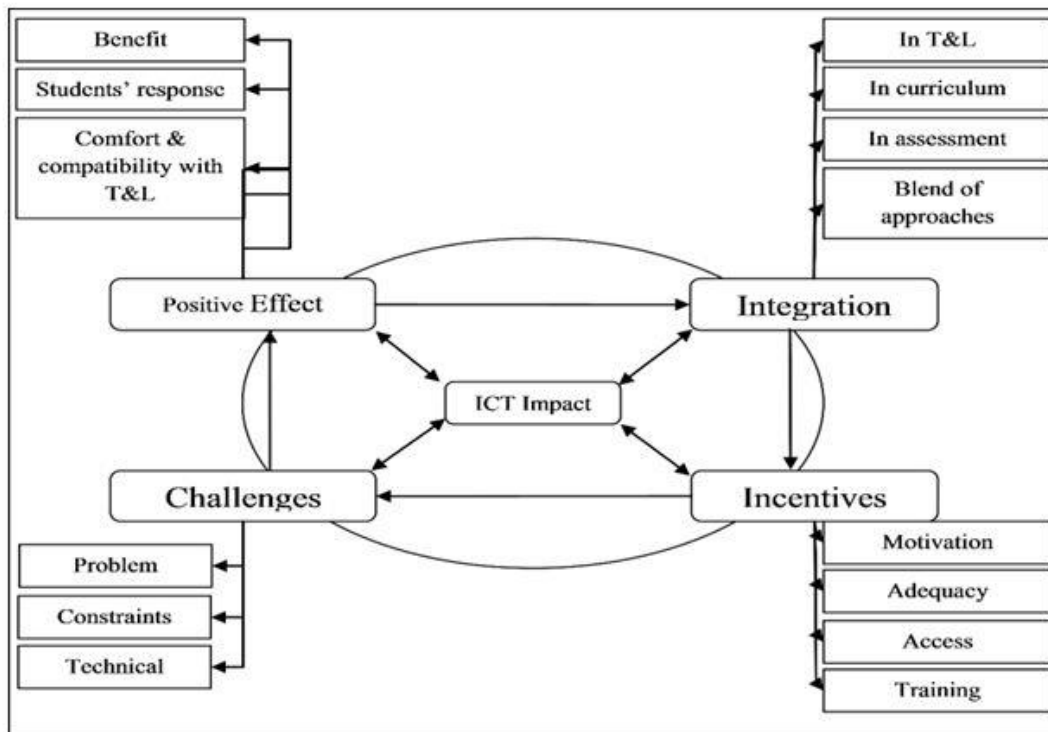 Benefit
Students' response
Comfort &
compatibility with
T&L
In T&L
In curriculum
In assessment
Blend of
approaches
Positive Effect
Integration
ICT Impact
Challenges
Incentives
Problem
Constraints
Technical
Motivation
Adequacy
Access
Training